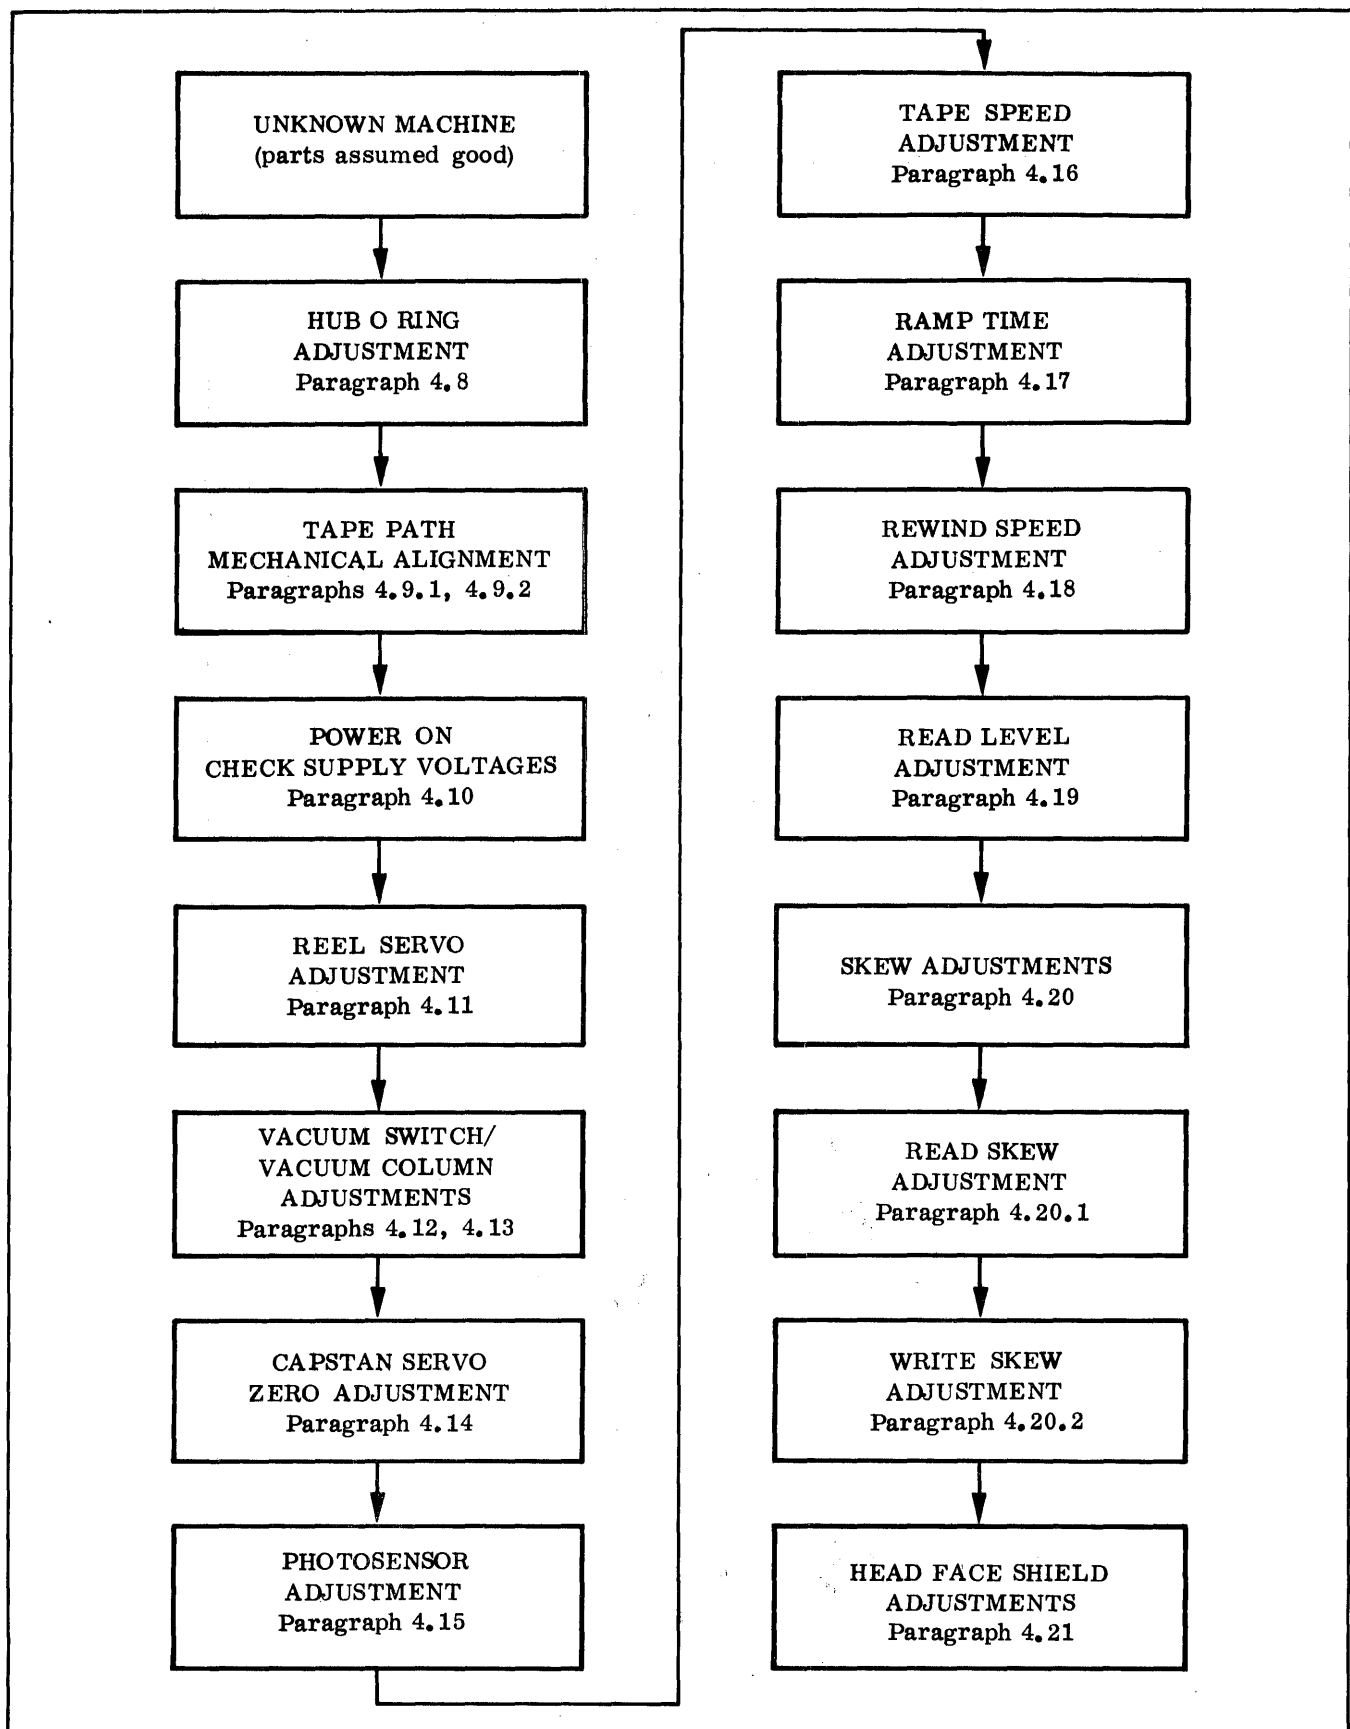 UNKNOWN MACHINE
(parts assumed good)
HUB O RING
ADJUSTMENT
Paragraph 4.8
TAPE PATH
MECHANICAL ALIGNMENT
Paragraphs 4.9.1, 4.9.2
POWER ON
CHECK SUPPLY VOLTAGES
Paragraph 4.10
REEL SERVO
ADJUSTMENT
Paragraph 4.11
VACUUM SWITCH/
VACUUM COLUMN
ADJUSTMENTS
Paragraphs 4.12, 4.13
CAPSTAN SERVO
ZERO ADJUSTMENT
Paragraph 4.14
PHOTOSENSOR
ADJUSTMENT
Paragraph 4.15
TAPE SPEED
ADJUSTMENT
Paragraph 4.16
RAMP TIME
ADJUSTMENT
Paragraph 4.17
REWIND SPEED
ADJUSTMENT
Paragraph 4.18
READ LEVEL
ADJUSTMENT
Paragraph 4.19
SKEW ADJUSTMENTS
Paragraph 4.20
READ SKEW
ADJUSTMENT
Paragraph 4.20.1
WRITE SKEW
ADJUSTMENT
Paragraph 4.20.2
HEAD FACE SHIELD
ADJUSTMENTS
Paragraph 4.21